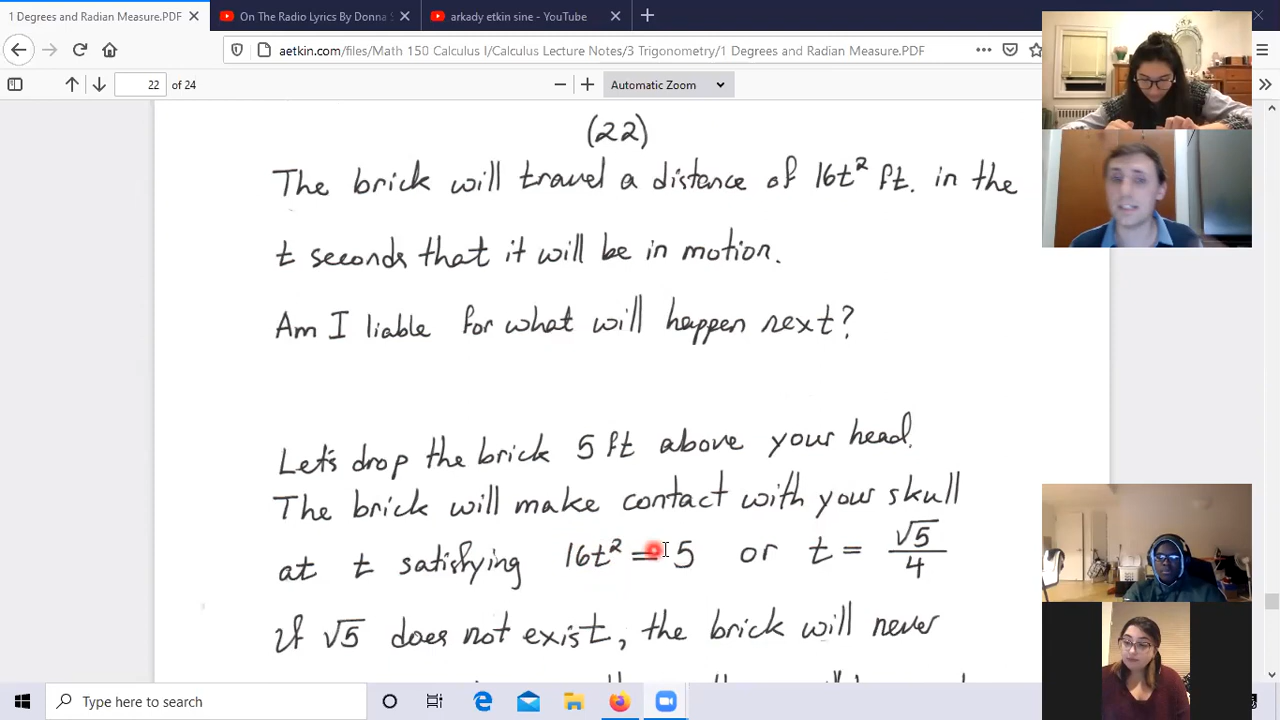 1 Degrees and Radian Measure.PDF
On The Radio Lyrics By Donna S
arkady etkin sine - YouTube
aetkin.com/files/Math 150 Calculus I/Calculus Lecture Notes/3 Trigonometry/1 Degrees and Radian Measure.PDF
22 of 24
Automatic Zoom
(22)
The brick will travel a distance of 16t² ft. in the
t seconds that it will be in motion.
Am I liable for what will happen next?
Let's drop the brick 5 ft above your head.
The brick will make contact with your skull
at t satisfying 16t² = 5 or t = √5/4
If √5 does not exist, the brick will never
Type here to search